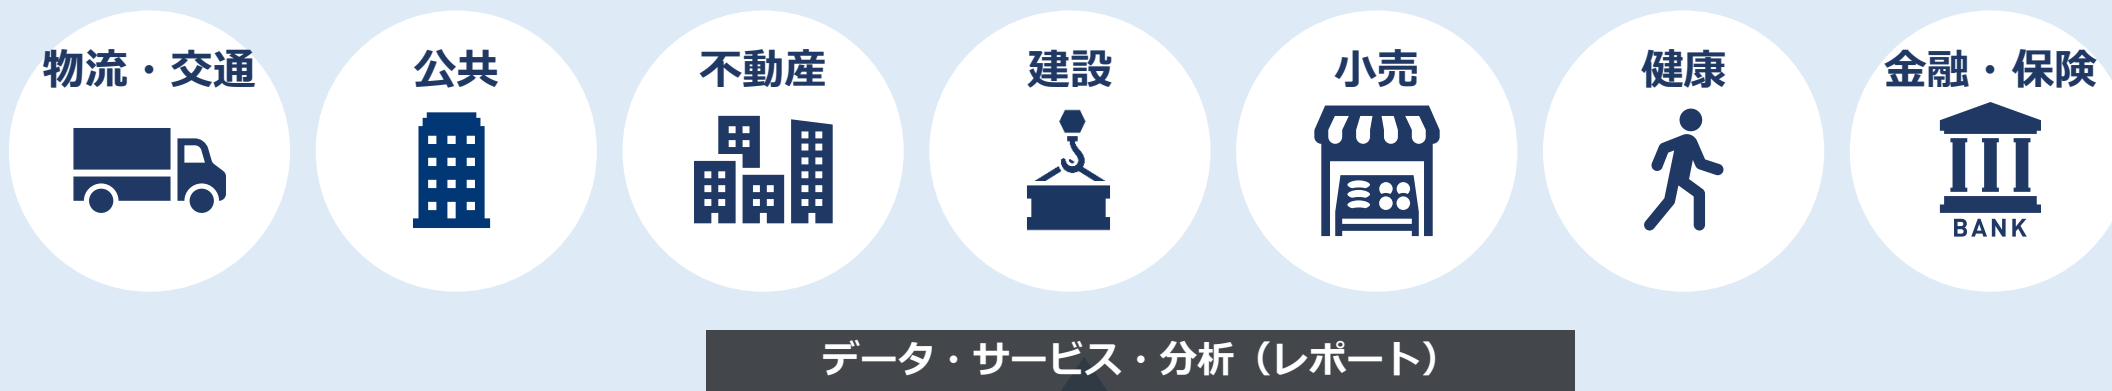 物流・交通
公共
不動産
建設
小売
健康
金融・保険
BANK
データ・サービス・分析（レポート）